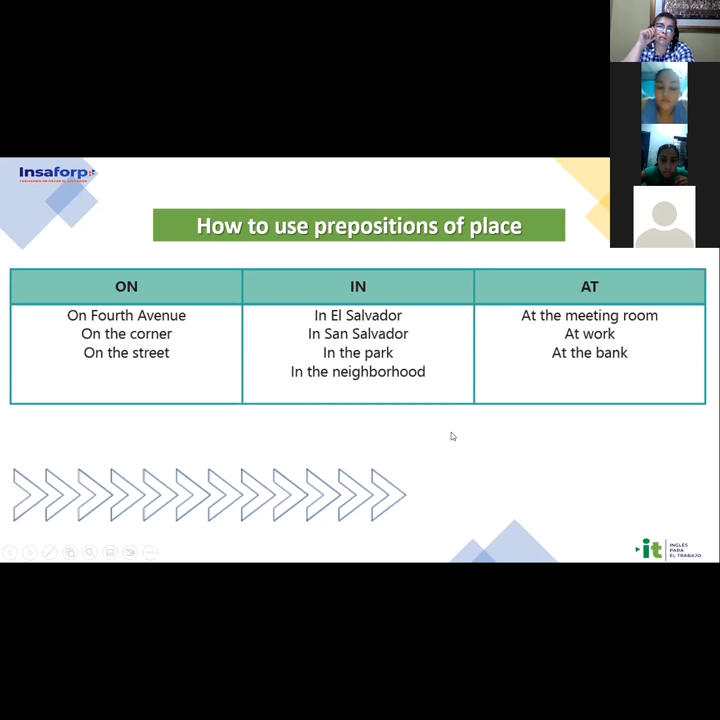 Insaforp
How to use prepositions of place
ON
On Fourth Avenue
On the corner
On the street
IN
In El Salvador
In San Salvador
In the park
In the neighborhood
AT
At the meeting room
At work
At the bank
it
INGLÉS
PARA
EL TRABAJO